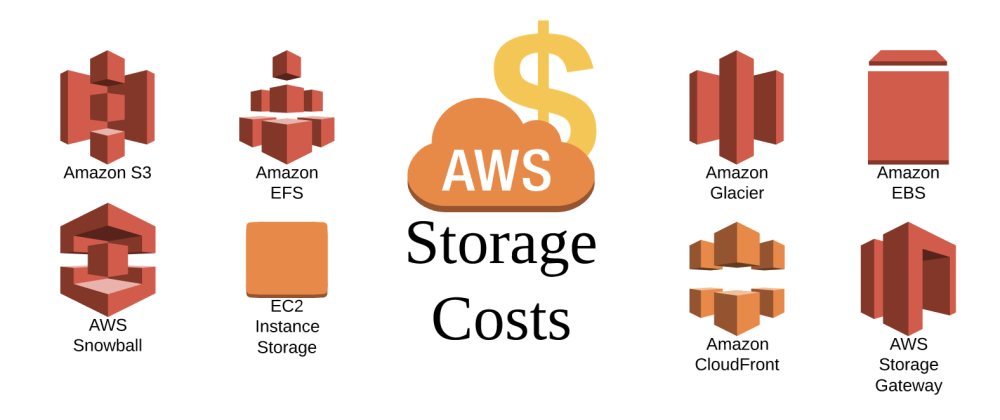 Amazon S3
Amazon
EFS
AWS
Snowball
EC2
Instance
Storage
$
AWS
Storage
Costs
Amazon
Glacier
Amazon
EBS
Amazon
CloudFront
AWS
Storage
Gateway